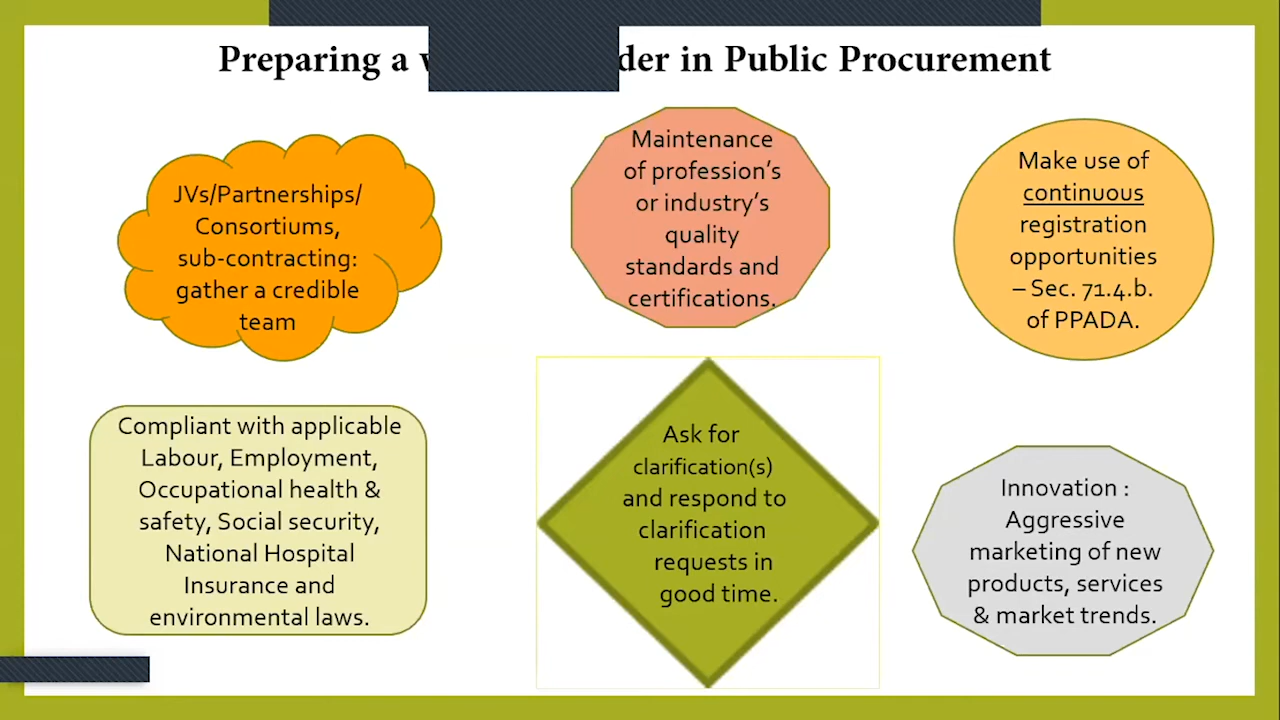 Preparing a in Public Procurement
JVs/Partnerships/
Consortiums,
sub-contracting:
gather a credible
team
Maintenance
of profession's
or industry's
quality
standards and
certifications.
Make use of
continuous
registration
opportunities
– Sec. 71.4.b.
of PPADA.
Compliant with applicable
Labour, Employment,
Occupational health &
safety, Social security,
National Hospital
Insurance and
environmental laws.
Ask for
clarification(s)
and respond to
clarification
requests in
good time.
Innovation :
Aggressive
marketing of new
products, services
& market trends.